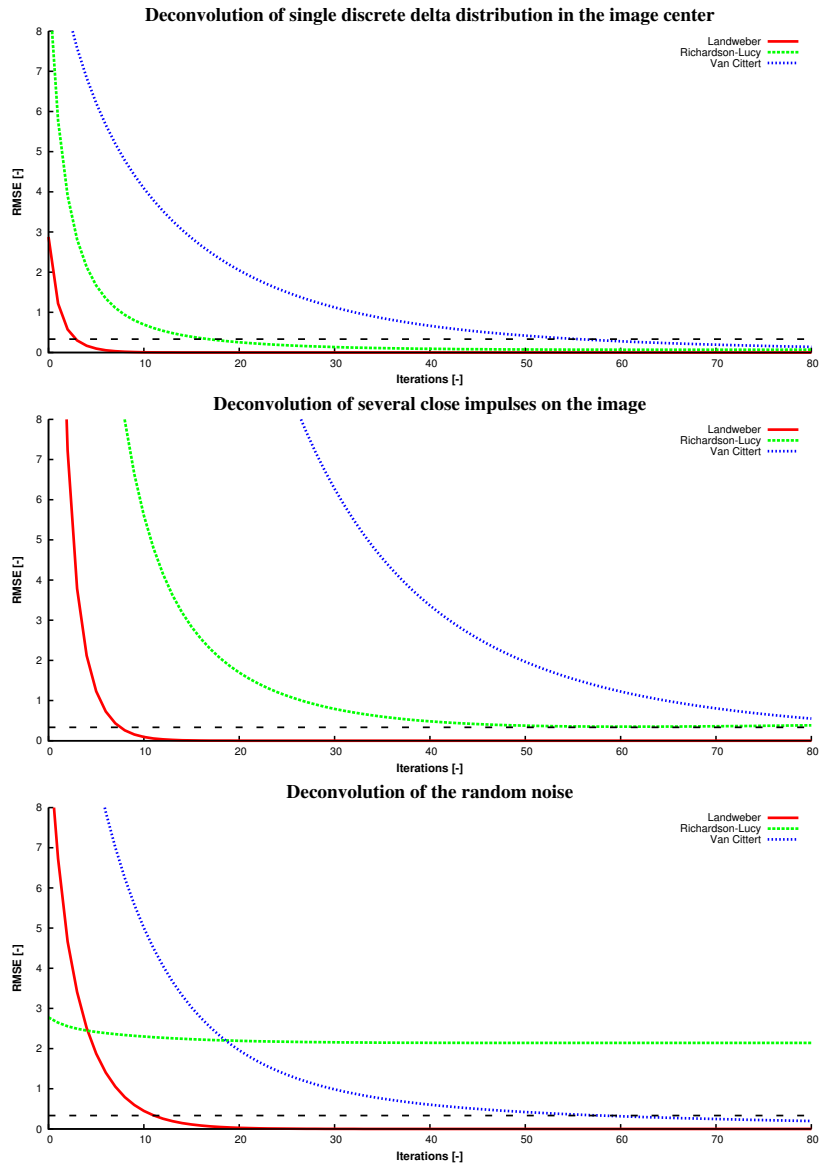 Deconvolution of single discrete delta distribution in the image center
8
7
6
5
4
3
2
1
0
RMSE [-]
Landweber
Richardson-Lucy
Van Cittert
0 10 20 30 40 50 60 70 80
Iterations [-]
Deconvolution of several close impulses on the image
8
7
6
5
4
3
2
1
0
RMSE [-]
Landweber
Richardson-Lucy
Van Cittert
0 10 20 30 40 50 60 70 80
Iterations [-]
Deconvolution of the random noise
8
7
6
5
4
3
2
1
0
RMSE [-]
Landweber
Richardson-Lucy
Van Cittert
0 10 20 30 40 50 60 70 80
Iterations [-]